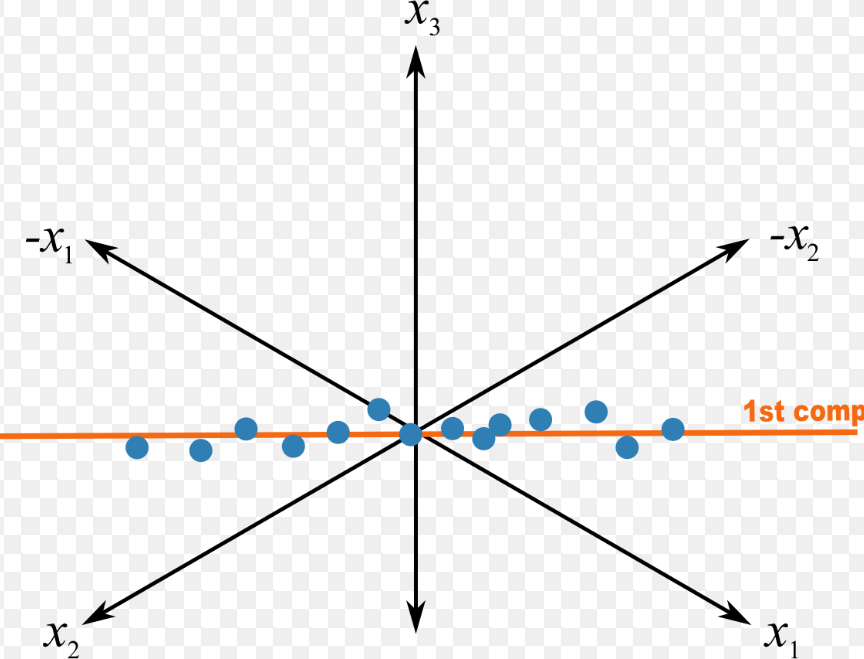 x₃
-x₁
-x₂
1st comp
x₂
x₁